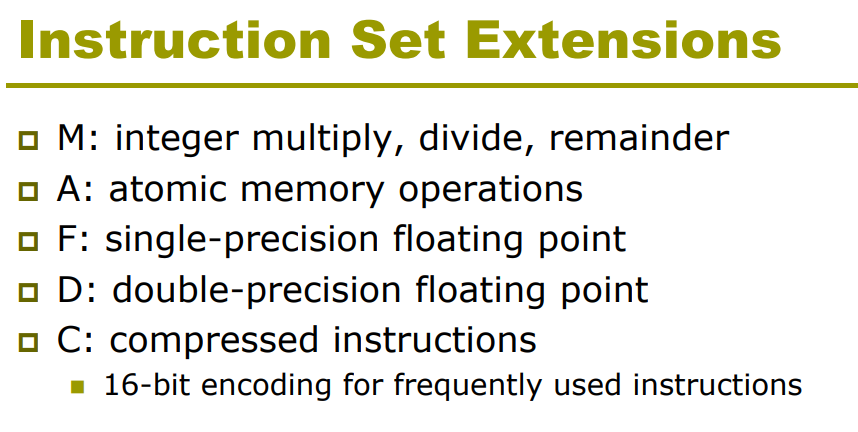 Instruction Set Extensions
M: integer multiply, divide, remainder
A: atomic memory operations
F: single-precision floating point
D: double-precision floating point
C: compressed instructions
16-bit encoding for frequently used instructions